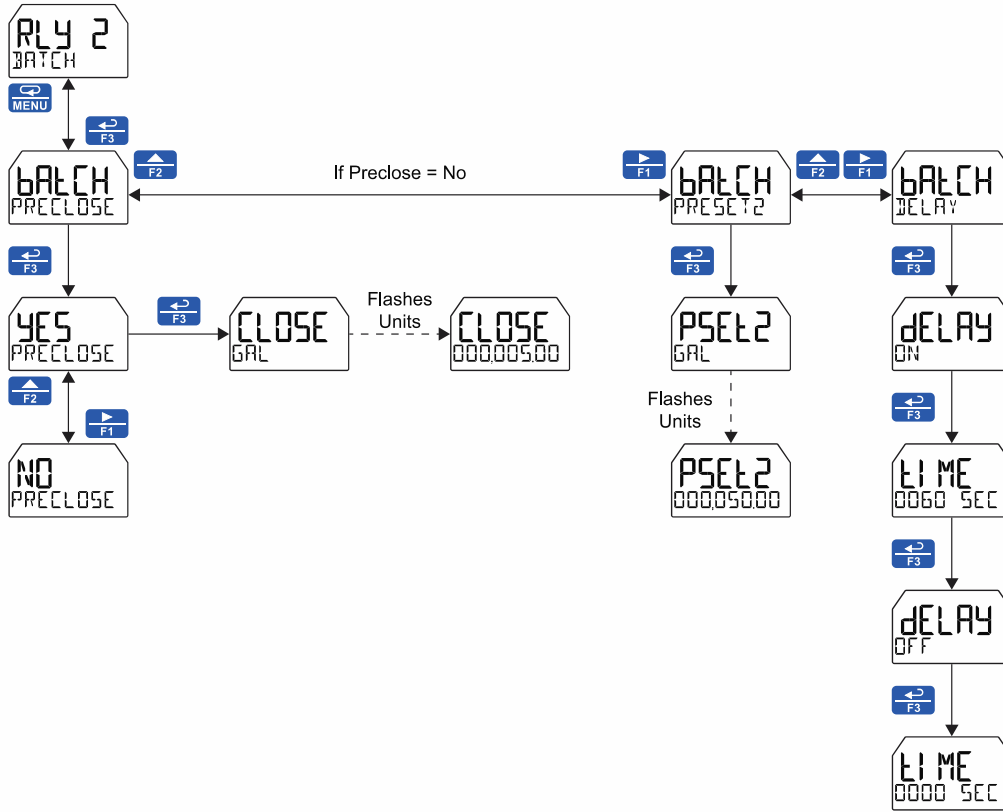 RLY 2
BATCH
MENU
F3
bAtCH
PRECLOSE
F2
If Preclose = No
F1
bAtCH
PRESET2
F2
F1
bAtCH
DELAY
F3
F3
F3
YES
PRECLOSE
F3
CLOSE
GAL
Flashes
Units
CLOSE
000,005.00
PSEt2
GAL
dELAY
ON
F2
F1
Flashes
Units
F3
NO
PRECLOSE
PSEt2
000,050.00
tIME
0060 SEC
F3
dELAY
OFF
F3
tIME
0000 SEC